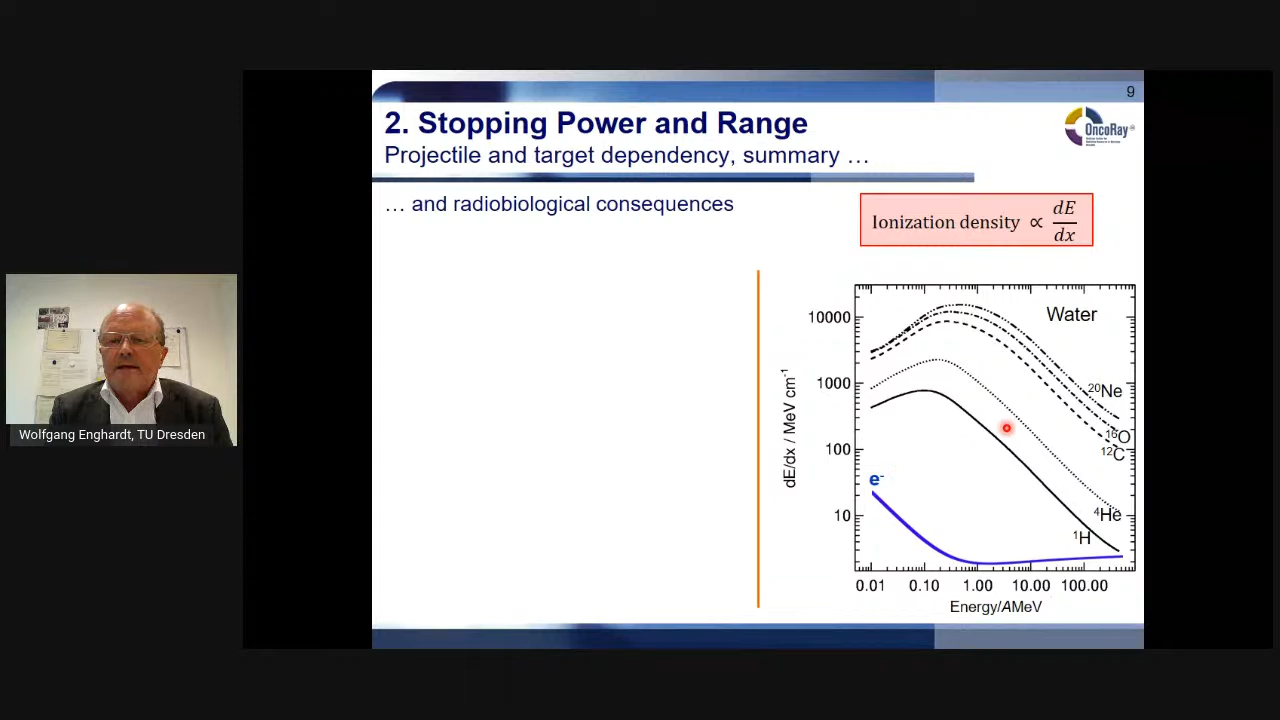 9
2. Stopping Power and Range
Projectile and target dependency, summary …
OncoRay®
… and radiobiological consequences
Ionization density ∝ dE/dx
Water
10000
1000
100
10
dE/dx / MeV cm⁻¹
²⁰Ne
¹⁶O
¹²C
⁴He
¹H
e⁻
0.01 0.10 1.00 10.00 100.00
Energy/AMeV
Wolfgang Enghardt, TU Dresden